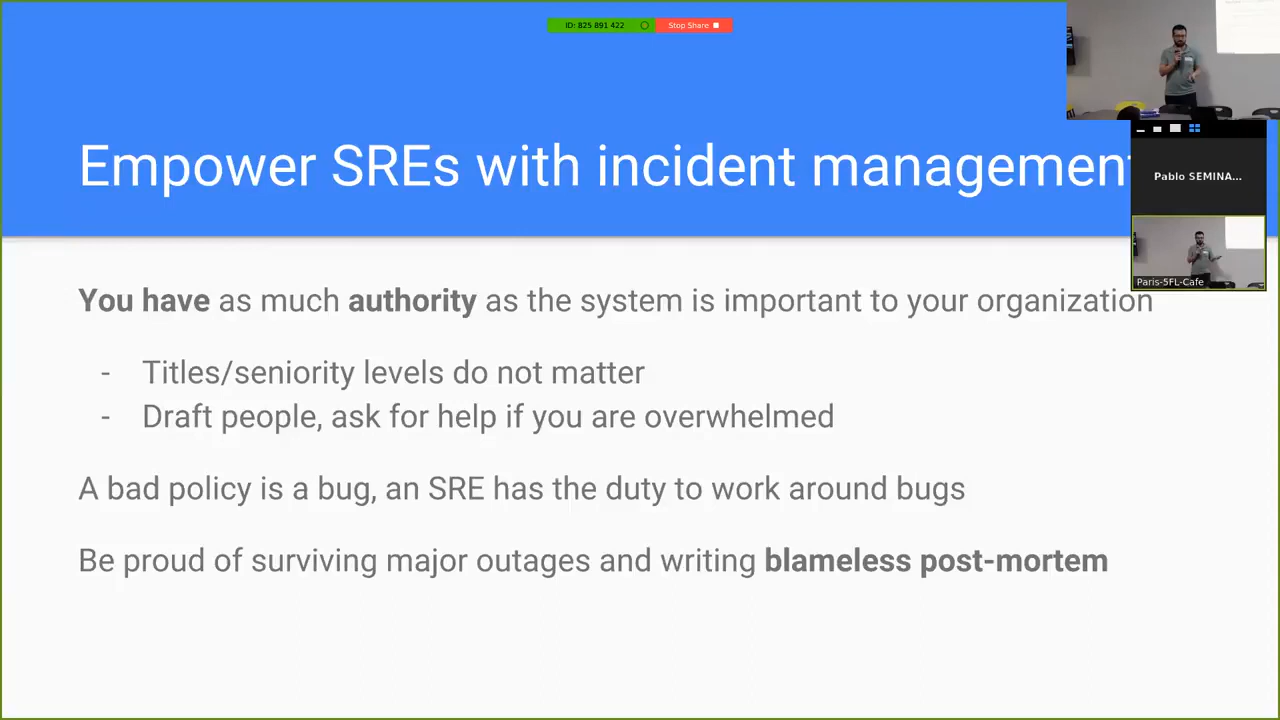 ID: 825 891 422
Stop Share
Empower SREs with incident management
Pablo SEMINA...
Paris-5FL-Cafe
You have as much authority as the system is important to your organization
- Titles/seniority levels do not matter
- Draft people, ask for help if you are overwhelmed
A bad policy is a bug, an SRE has the duty to work around bugs
Be proud of surviving major outages and writing blameless post-mortem